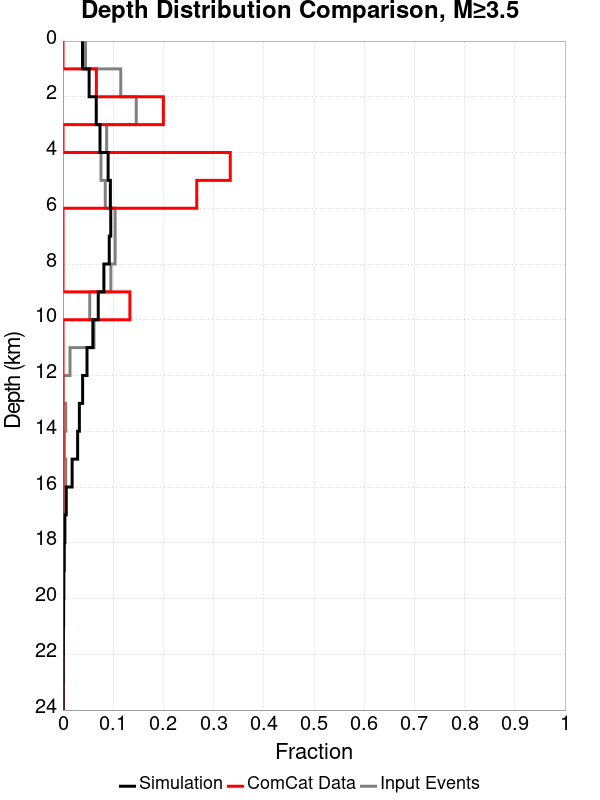 Depth Distribution Comparison, M≥3.5
0
2
4
6
8
10
12
14
16
18
20
22
24
Depth (km)
0 0.1 0.2 0.3 0.4 0.5 0.6 0.7 0.8 0.9 1
Fraction
Simulation ComCat Data Input Events